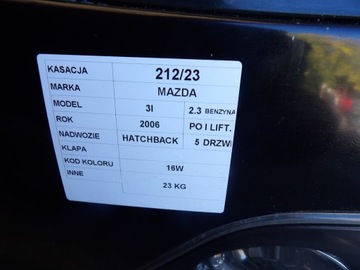 KASACJA 212/23
MARKA MAZDA
MODEL 3I 2.3 BENZYNA
ROK 2006 PO I LIFT.
NADWOZIE HATCHBACK 5 DRZWI
KLAPA
KOD KOLORU 16W
INNE 23 KG